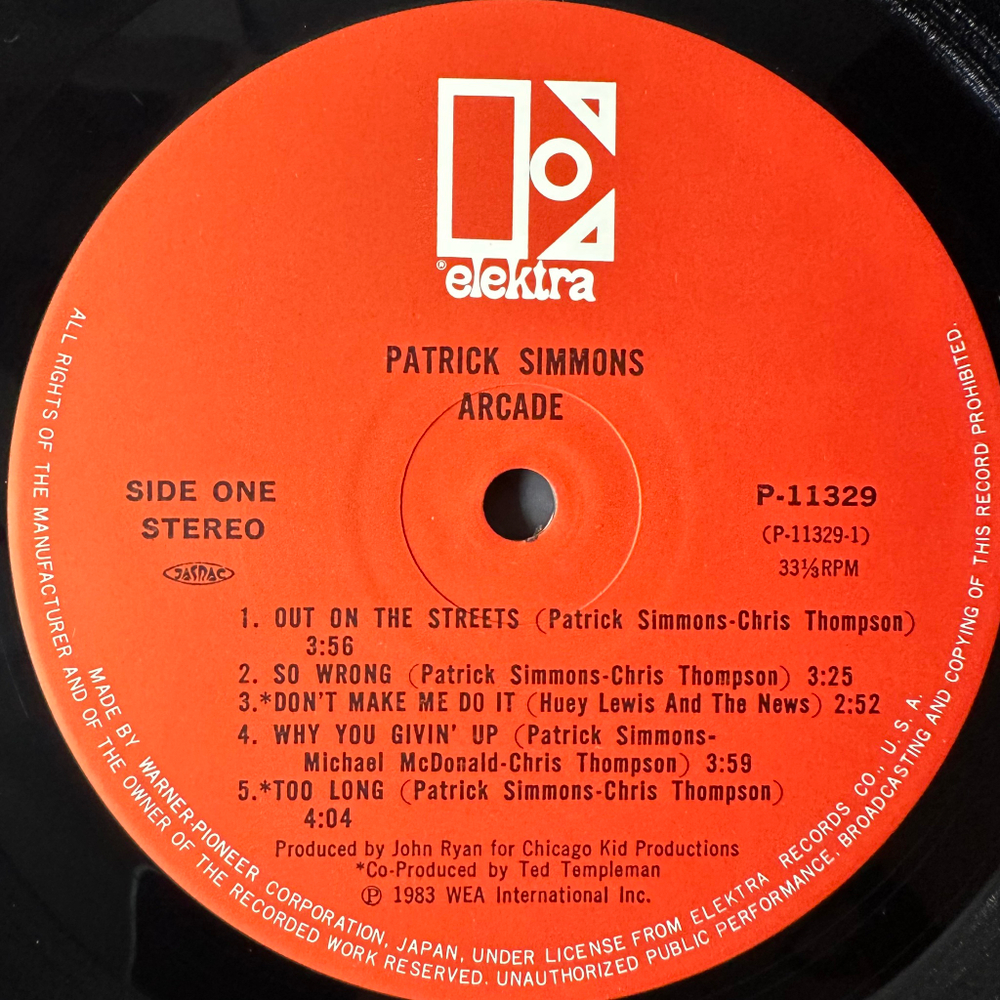 ® elektra
PATRICK SIMMONS
ARCADE
SIDE ONE
STEREO
JASRAC
P-11329
(P-11329-1)
33⅓RPM
1. OUT ON THE STREETS (Patrick Simmons-Chris Thompson)
3:56
2. SO WRONG (Patrick Simmons-Chris Thompson) 3:25
3.*DON'T MAKE ME DO IT (Huey Lewis And The News) 2:52
4. WHY YOU GIVIN' UP (Patrick Simmons-
Michael McDonald-Chris Thompson) 3:59
5.*TOO LONG (Patrick Simmons-Chris Thompson)
4:04
Produced by John Ryan for Chicago Kid Productions
*Co-Produced by Ted Templeman
℗ 1983 WEA International Inc.
MADE BY WARNER-PIONEER CORPORATION, JAPAN, UNDER LICENSE FROM ELEKTRA RECORDS CO., U. S. A.
ALL RIGHTS OF THE MANUFACTURER AND OF THE OWNER OF THE RECORDED WORK RESERVED. UNAUTHORIZED PUBLIC PERFORMANCE, BROADCASTING AND COPYING OF THIS RECORD PROHIBITED.